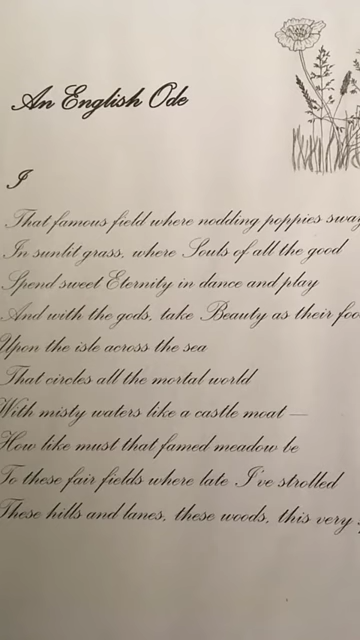 An English Ode
I
That famous field where nodding poppies sway
In sunlit grass, where Souls of all the good
Spend sweet Eternity in dance and play
And with the gods, take Beauty as their
Upon the isle across the sea
That circles all the mortal world
With misty waters like a castle moat —
How like must that famed meadow be
To these fair fields where late I've strolled
These hills and lanes, these woods, this very